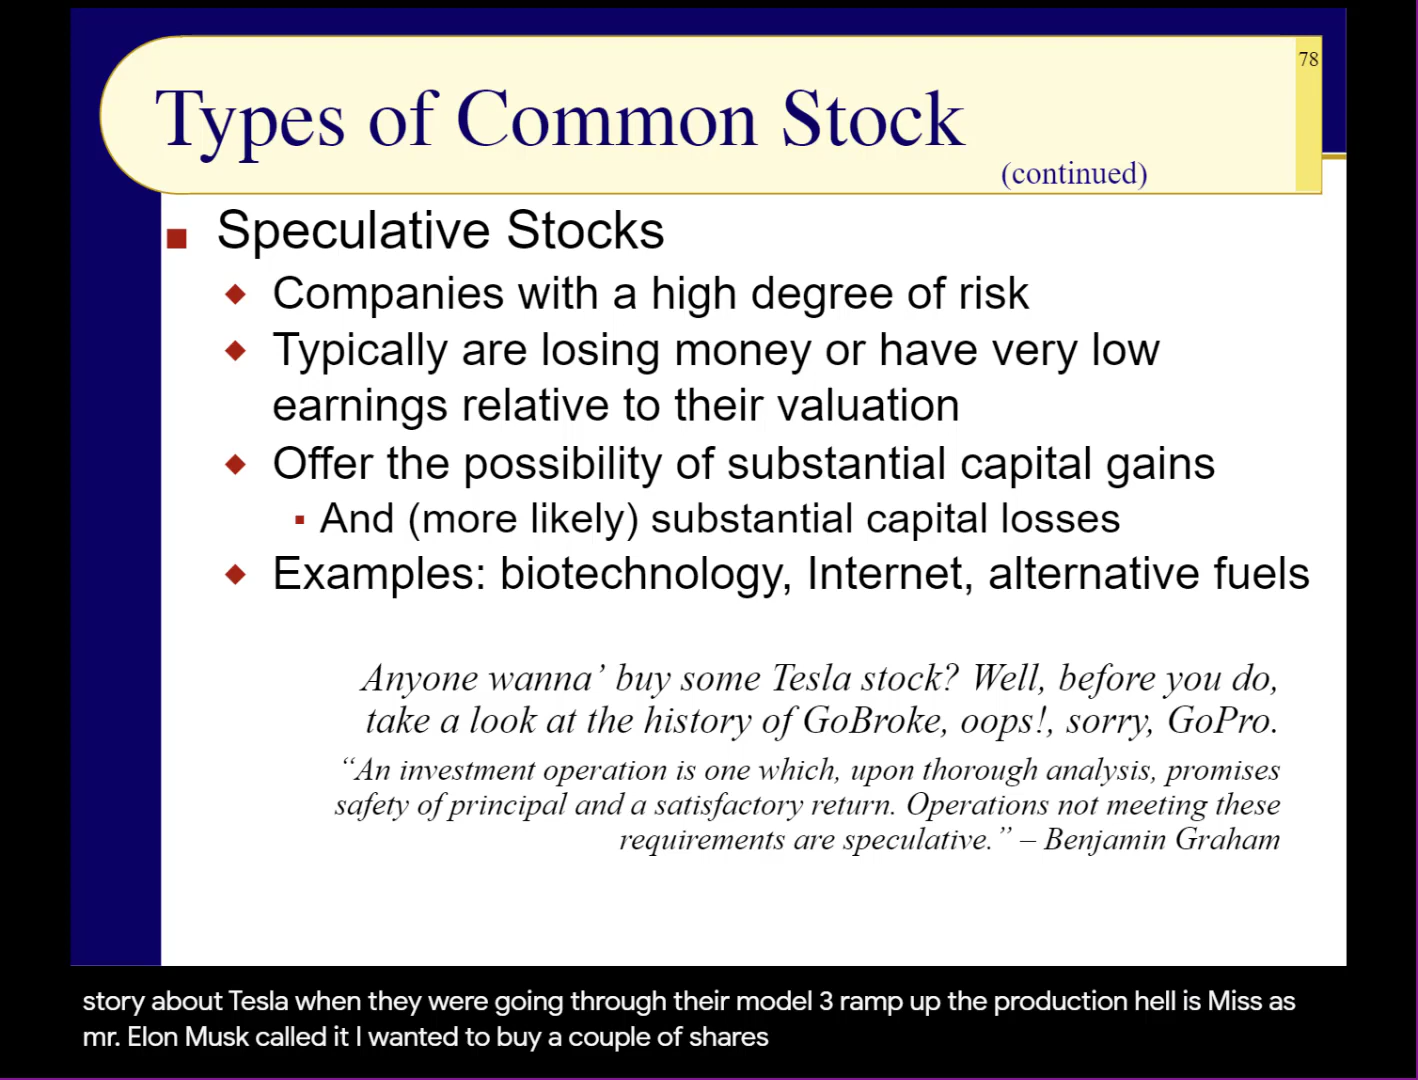 78
Types of Common Stock
(continued)
Speculative Stocks
Companies with a high degree of risk
Typically are losing money or have very low
earnings relative to their valuation
Offer the possibility of substantial capital gains
And (more likely) substantial capital losses
Examples: biotechnology, Internet, alternative fuels
Anyone wanna’ buy some Tesla stock? Well, before you do,
take a look at the history of GoBroke, oops!, sorry, GoPro.
“An investment operation is one which, upon thorough analysis, promises
safety of principal and a satisfactory return. Operations not meeting these
requirements are speculative.” – Benjamin Graham
story about Tesla when they were going through their model 3 ramp up the production hell is Miss as
mr. Elon Musk called it I wanted to buy a couple of shares